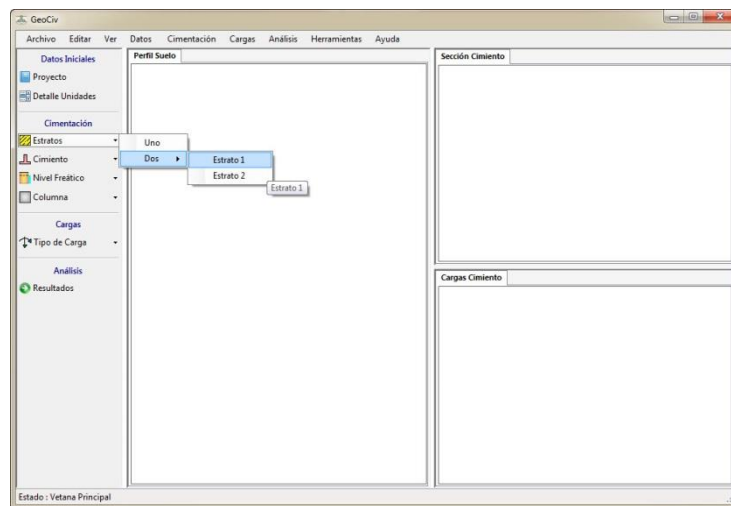 GeoCiv
Archivo Editar Ver Datos Cimentación Cargas Análisis Herramientas Ayuda
Datos Iniciales
Proyecto
Detalle Unidades
Cimentación
Estratos
Cimiento
Nivel Freático
Columna
Cargas
Tipo de Carga
Análisis
Resultados
Perfil Suelo
Uno
Dos
Estrato 1
Estrato 2
Estrato 1
Sección Cimiento
Cargas Cimiento
Estado : Vetana Principal